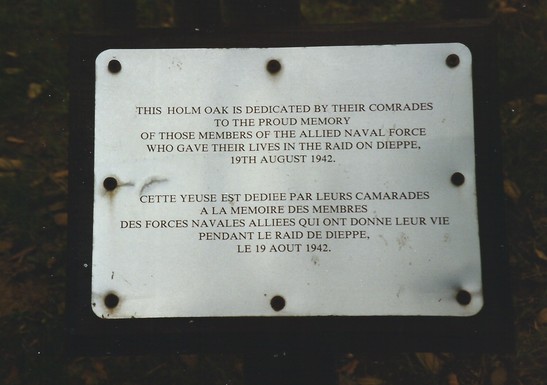 THIS HOLM OAK IS DEDICATED BY THEIR COMRADES
TO THE PROUD MEMORY
OF THOSE MEMBERS OF THE ALLIED NAVAL FORCE
WHO GAVE THEIR LIVES IN THE RAID ON DIEPPE,
19TH AUGUST 1942.
CETTE YEUSE EST DEDIEE PAR LEURS CAMARADES
A LA MEMOIRE DES MEMBRES
DES FORCES NAVALES ALLIEES QUI ONT DONNE LEUR VIE
PENDANT LE RAID DE DIEPPE,
LE 19 AOUT 1942.